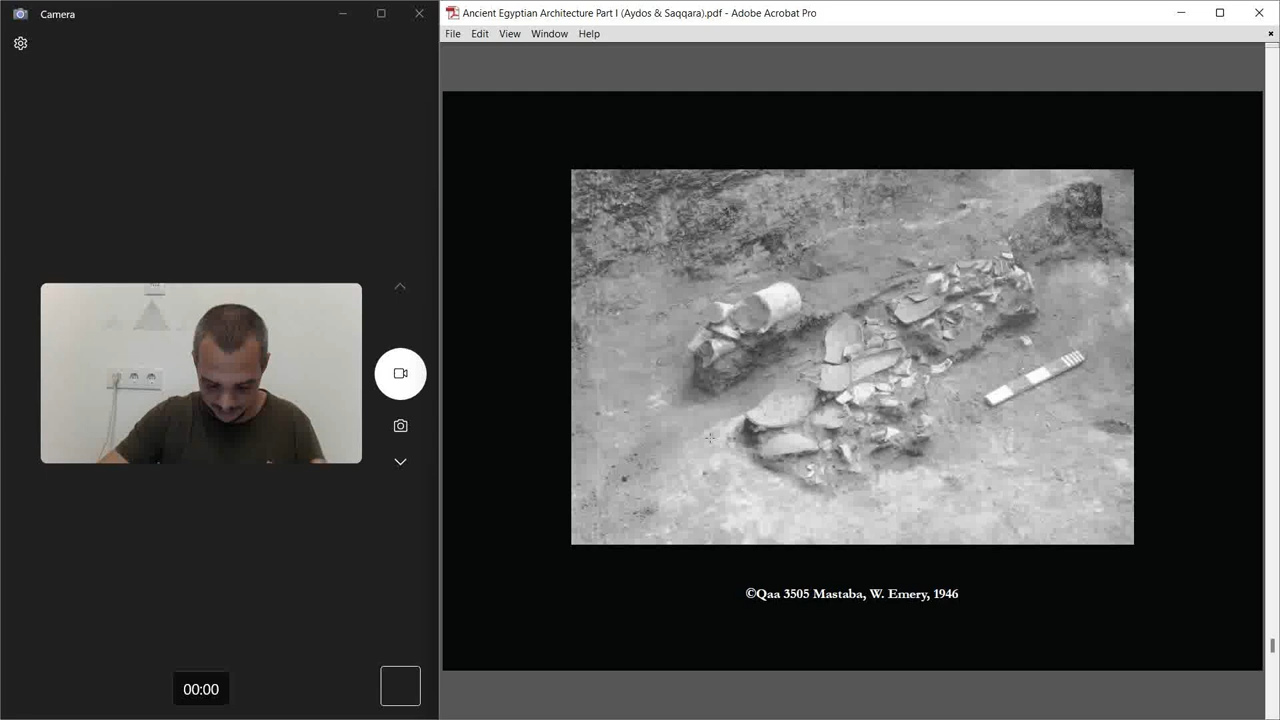 Camera
Ancient Egyptian Architecture Part I (Aydos & Saqqara).pdf - Adobe Acrobat Pro
File Edit View Window Help
©Qaa 3505 Mastaba, W. Emery, 1946
00:00